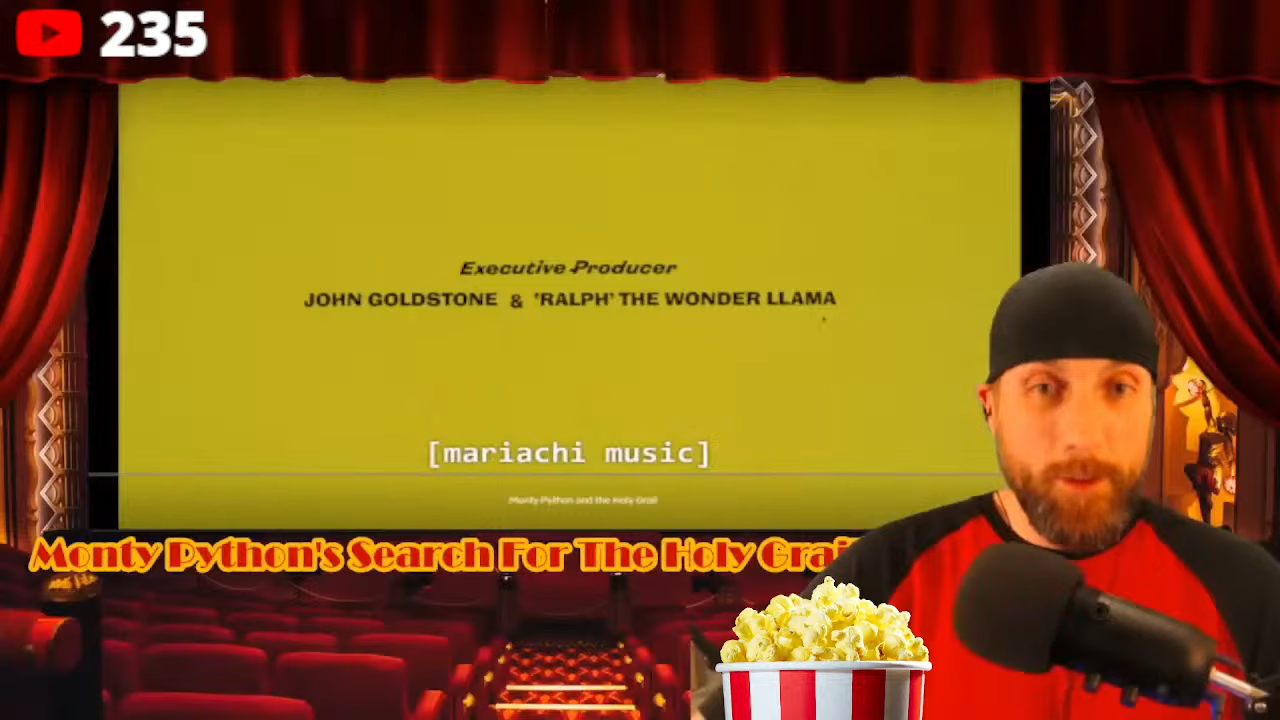 235
Executive Producer
JOHN GOLDSTONE & 'RALPH' THE WONDER LLAMA
[mariachi music]
Monty Python and the Holy Grail
Monty Python's Search For The Holy Grai